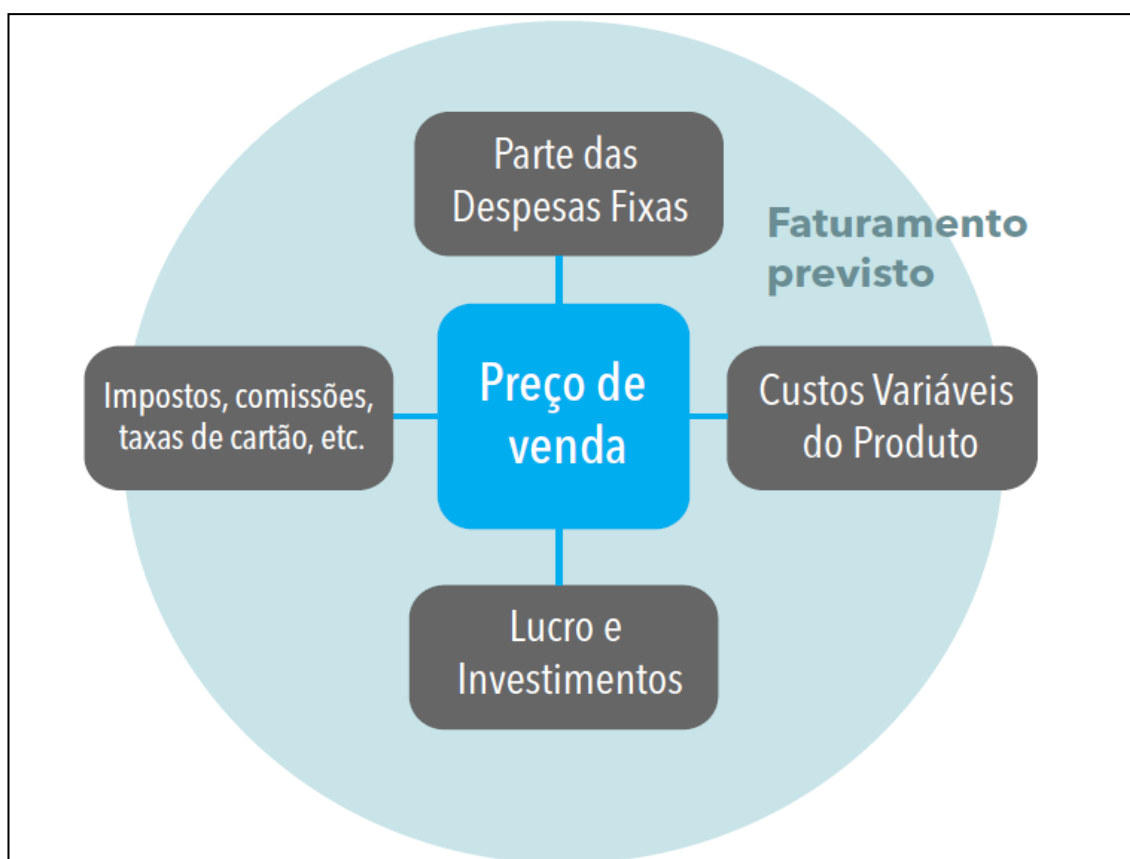 Parte das
Despesas Fixas
Faturamento
previsto
Impostos, comissões,
taxas de cartão, etc.
Preço de
venda
Custos Variáveis
do Produto
Lucro e
Investimentos